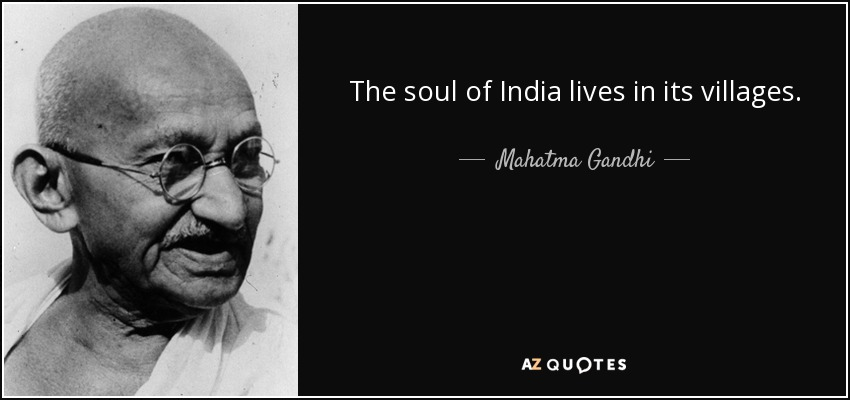 The soul of India lives in its villages.
Mahatma Gandhi
AZ QUOTES